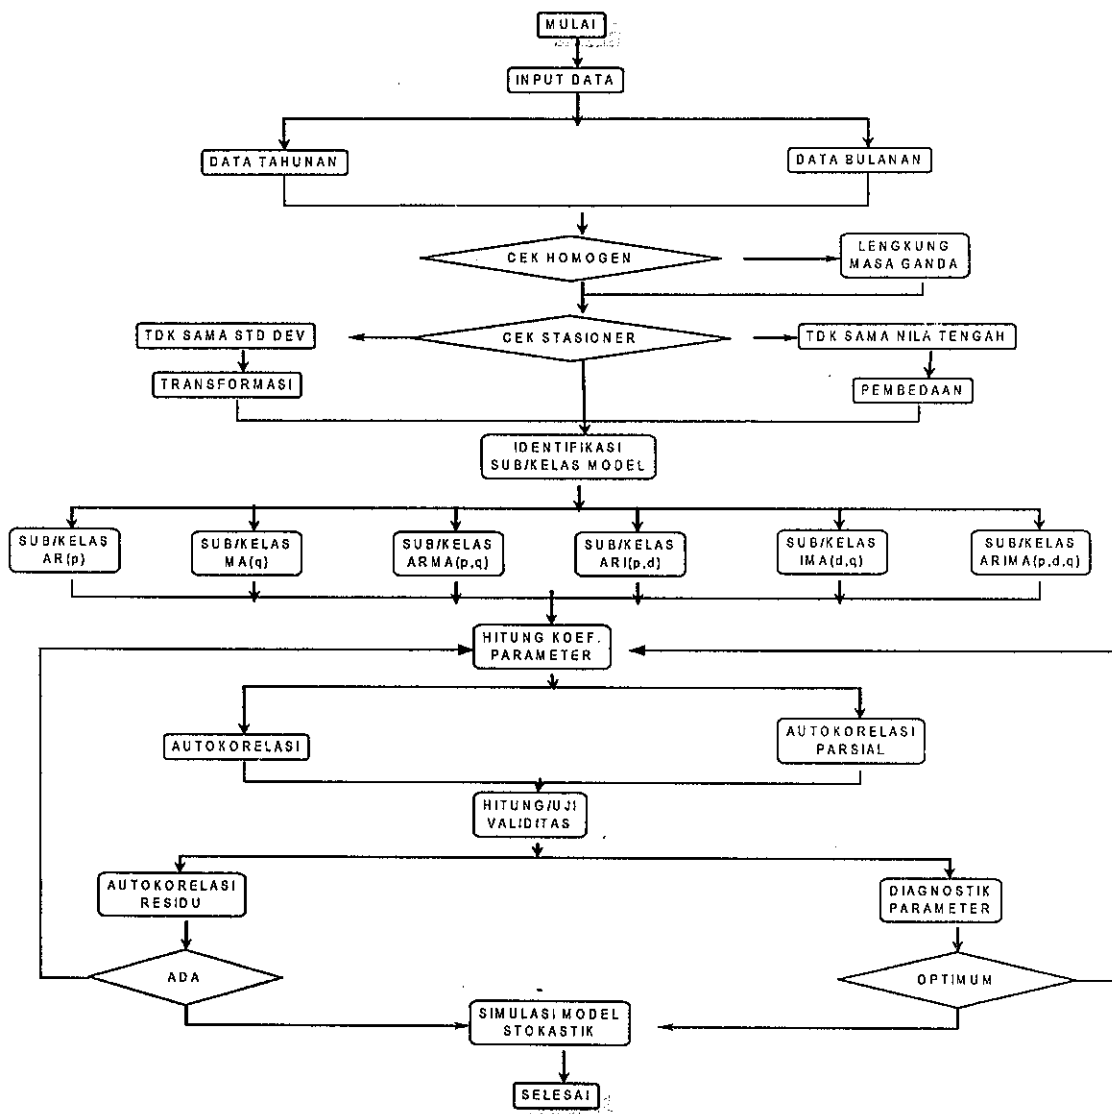 MULAI
INPUT DATA
DATA TAHUNAN
DATA BULANAN
CEK HOMOGEN
LENGKUNG
MASA GANDA
TDK SAMA STD DEV
CEK STASIONER
TDK SAMA NILA TENGAH
TRANSFORMASI
PEMBEDAAN
IDENTIFIKASI
SUB/KELAS MODEL
SUB/KELAS
AR(p)
SUB/KELAS
MA(q)
SUB/KELAS
ARMA(p,q)
SUB/KELAS
ARI(p,d)
SUB/KELAS
IMA(d,q)
SUB/KELAS
ARIMA(p,d,q)
HITUNG KOEF.
PARAMETER
AUTOKORELASI
AUTOKORELASI
PARSIAL
HITUNG/UJI
VALIDITAS
AUTOKORELASI
RESIDU
DIAGNOSTIK
PARAMETER
ADA
OPTIMUM
SIMULASI MODEL
STOKASTIK
SELESAI